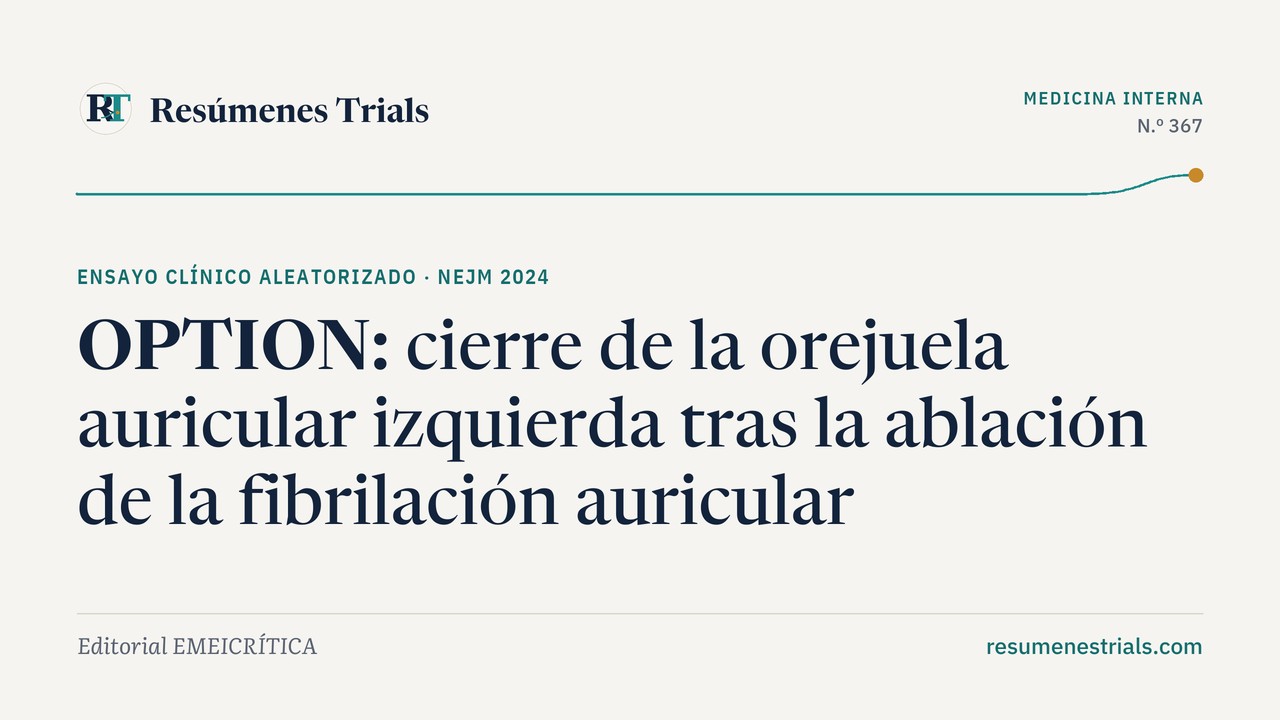 RT Resúmenes Trials
MEDICINA INTERNA
N.º 367
ENSAYO CLÍNICO ALEATORIZADO · NEJM 2024
OPTION: cierre de la orejuela
auricular izquierda tras la ablación
de la fibrilación auricular
Editorial EMEICRÍTICA
resumenestrials.com